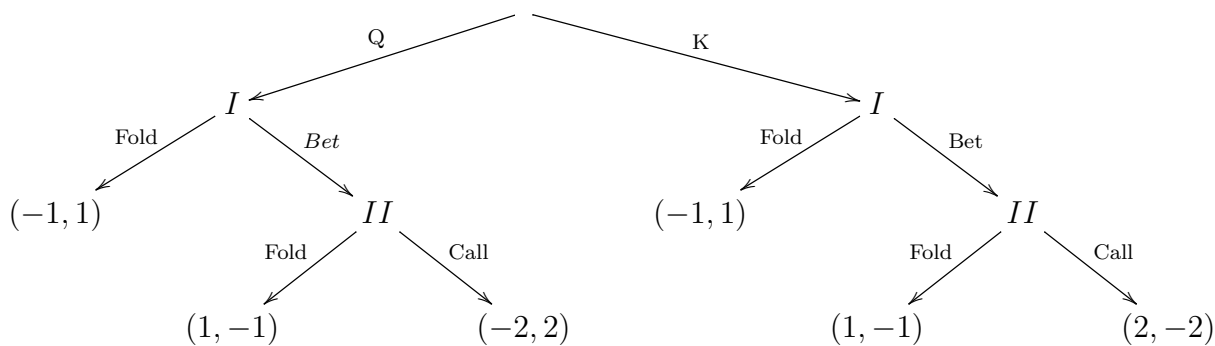 Q K
I I
Fold Bet Fold Bet
(−1, 1) II (−1, 1) II
Fold Call Fold Call
(1, −1) (−2, 2) (1, −1) (2, −2)